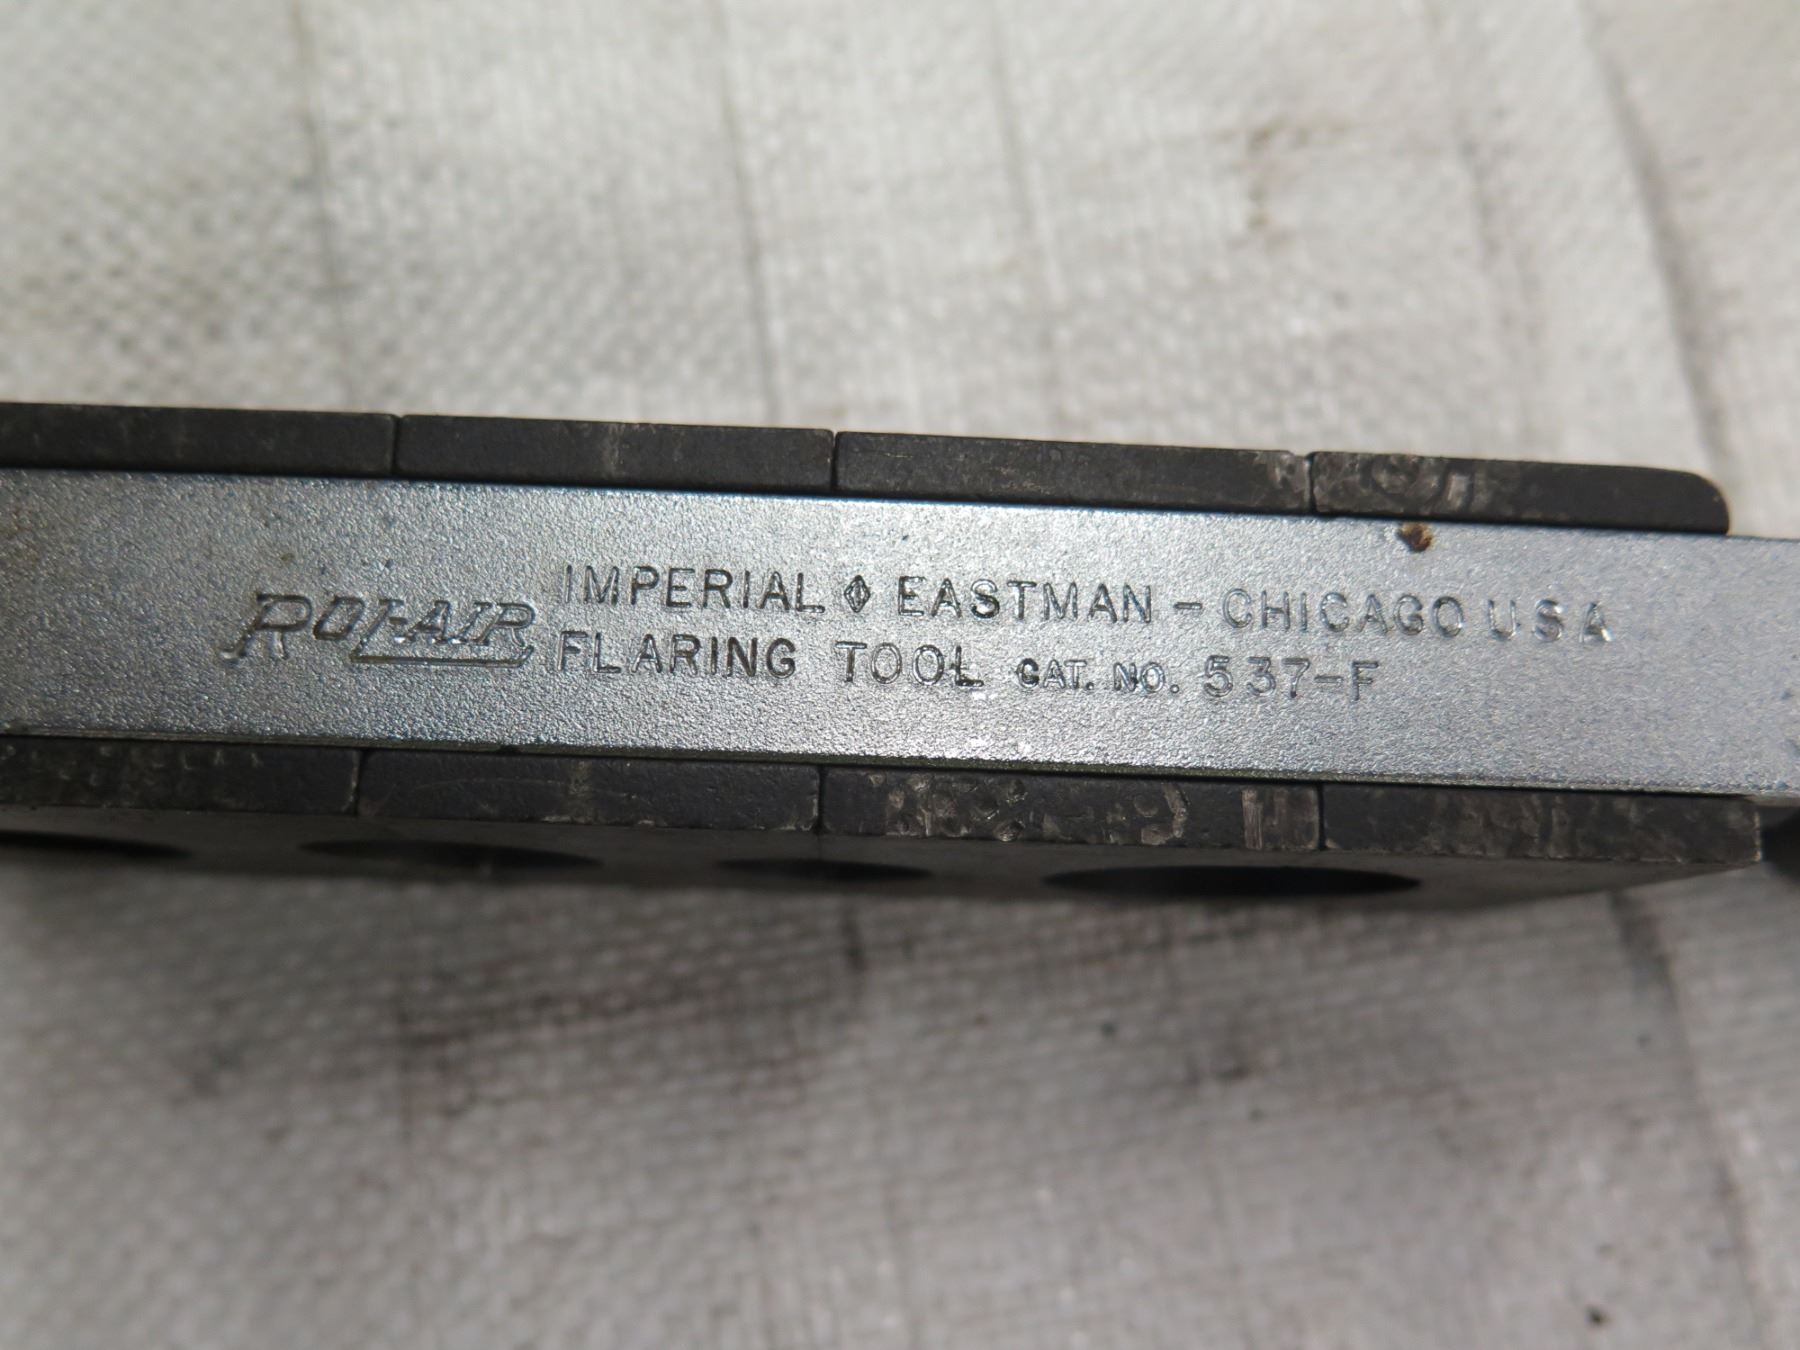 ROL-AIR IMPERIAL EASTMAN - CHICAGO USA
FLARING TOOL CAT. NO. 537-F